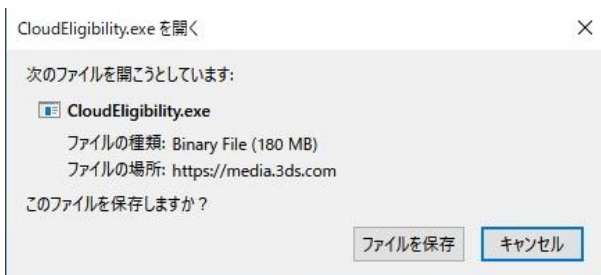 CloudEligibility.exe を開く
次のファイルを開こうとしています:
CloudEligibility.exe
ファイルの種類: Binary File (180 MB)
ファイルの場所: https://media.3ds.com
このファイルを保存しますか？
ファイルを保存 キャンセル